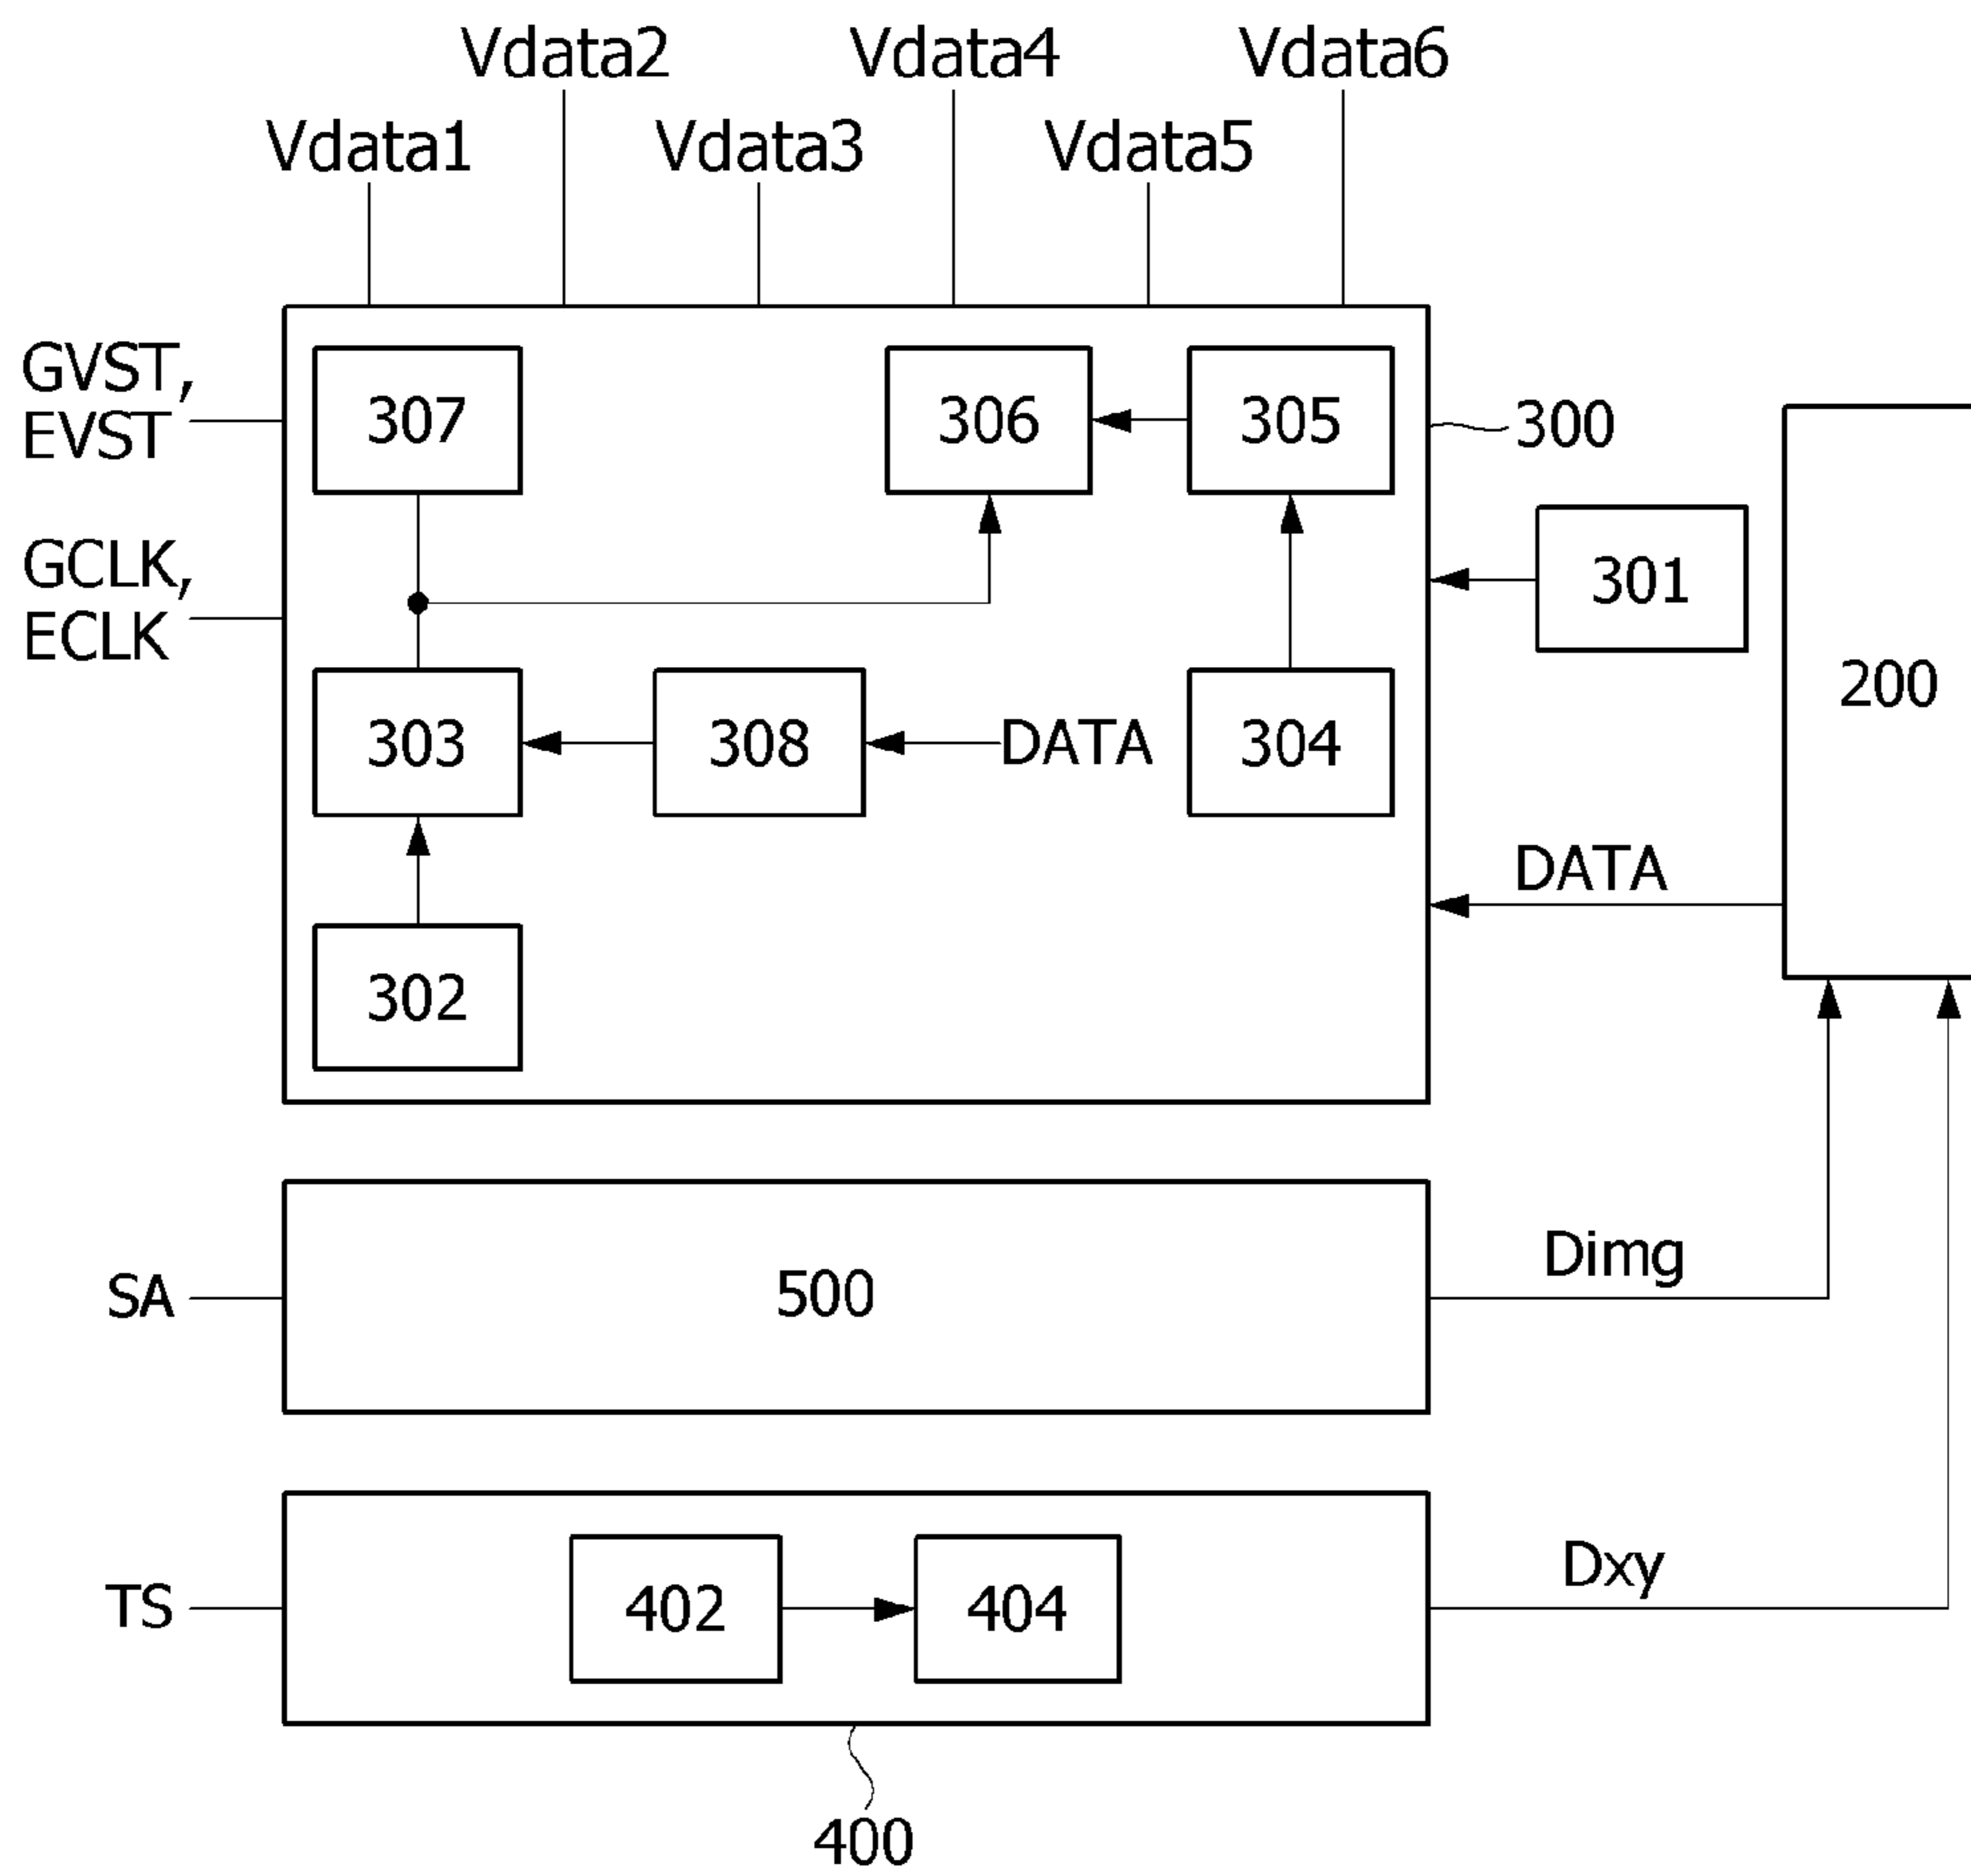 Vdata2 Vdata4 Vdata6
Vdata1 Vdata3 Vdata5
GVST,
EVST
307 306 305 300
GCLK,
ECLK
301
200
303 308 DATA 304
DATA
302
SA 500 Dimg
TS 402 404 Dxy
400